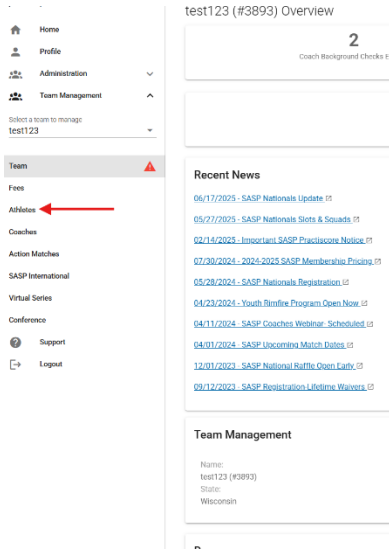 test123 (#3893) Overview
Home
Profile
Administration
Team Management
Select a team to manage
test123
Team
Fees
Athletes
Coaches
Action Matches
SASP International
Virtual Series
Conference
Support
Logout
2
Coach Background Checks E
Recent News
06/17/2025 - SASP Nationals Update
05/27/2025 - SASP Nationals Slots & Squads
02/14/2025 - Important SASP Practiscore Notice
07/30/2024 - 2024-2025 SASP Membership Pricing
05/28/2024 - SASP Nationals Registration
04/23/2024 - Youth Rimfire Program Open Now
04/11/2024 - SASP Coaches Webinar- Scheduled
04/01/2024 - SASP Upcoming Match Dates
12/01/2023 - SASP National Raffle Open Early
09/12/2023 - SASP Registration-Lifetime Waivers
Team Management
Name:
test123 (#3893)
State:
Wisconsin